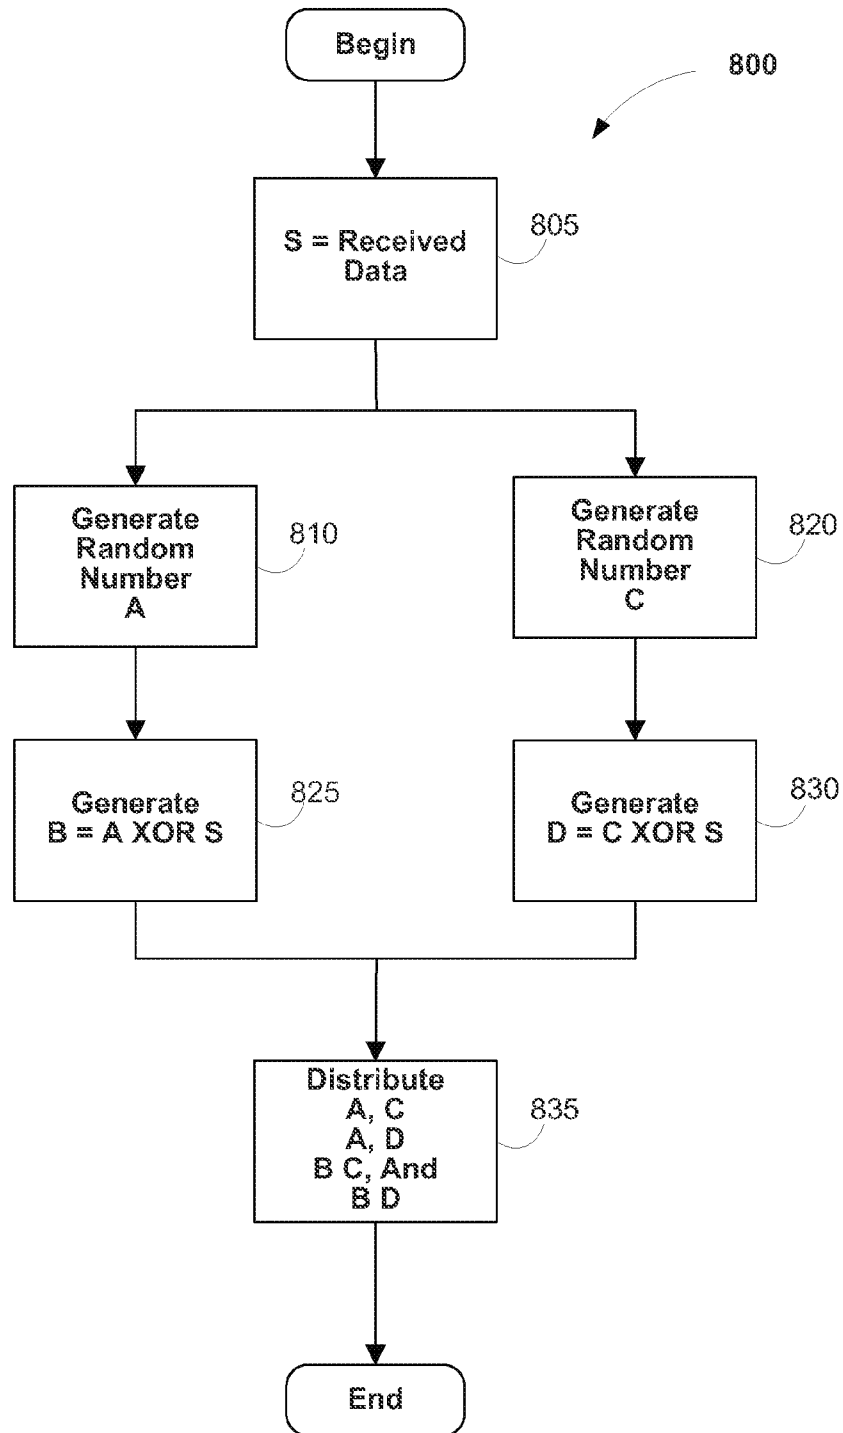 Begin
800
S = Received
Data
805
Generate
Random
Number
A
810
Generate
Random
Number
C
820
Generate
B = A XOR S
825
Generate
D = C XOR S
830
Distribute
A, C
A, D
B C, And
B D
835
End